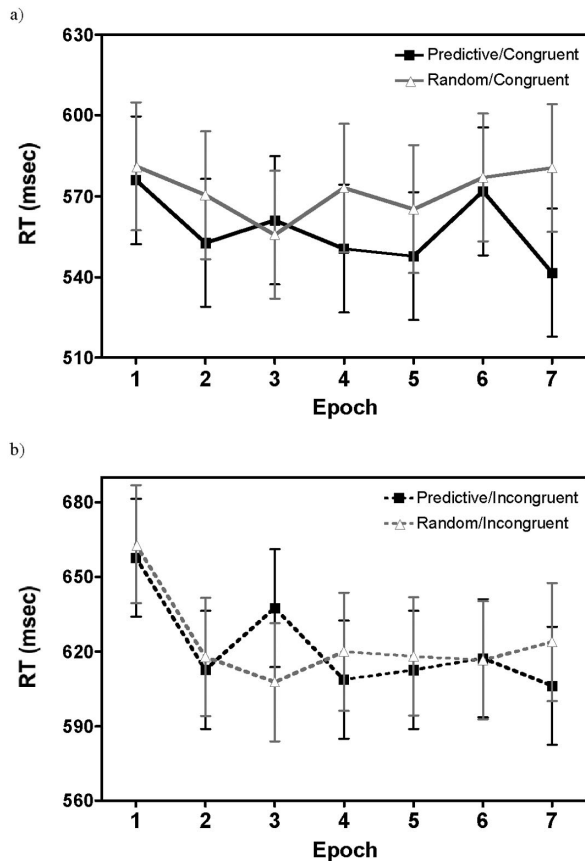 a)
630
Predictive/Congruent
Random/Congruent
600
570
540
510
RT (msec)
1 2 3 4 5 6 7
Epoch
b)
680
Predictive/Incongruent
Random/Incongruent
650
620
590
560
RT (msec)
1 2 3 4 5 6 7
Epoch